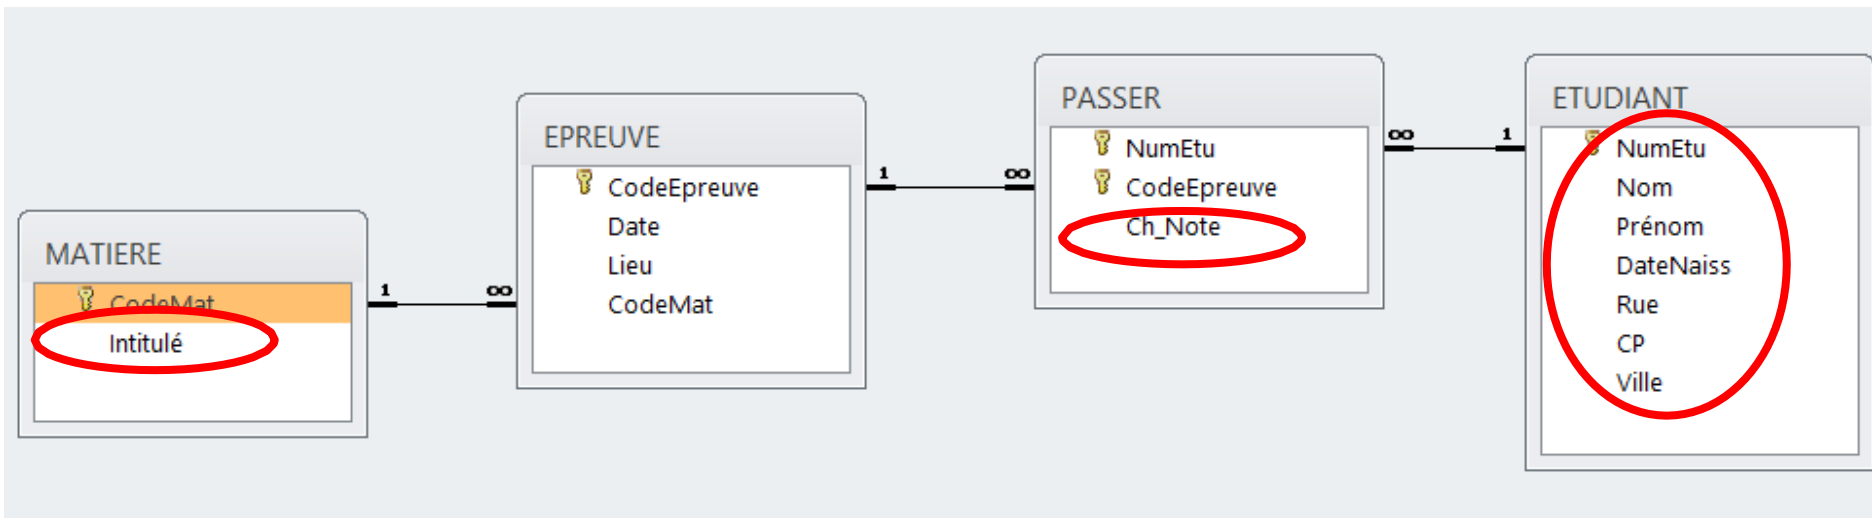 MATIERE
CodeMat
Intitulé
1 ∞
EPREUVE
CodeEpreuve
Date
Lieu
CodeMat
1 ∞
PASSER
NumEtu
CodeEpreuve
Ch_Note
∞ 1
ETUDIANT
NumEtu
Nom
Prénom
DateNaiss
Rue
CP
Ville